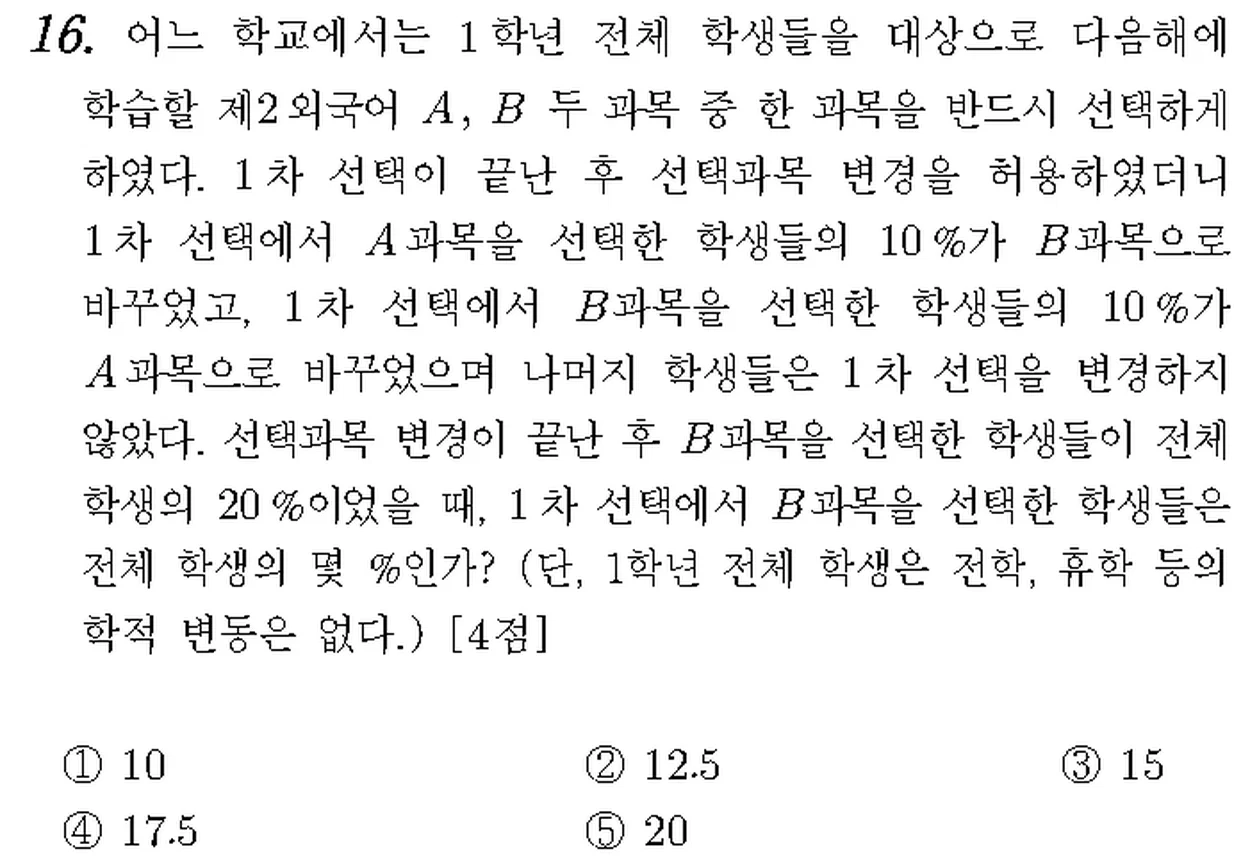 16. 어느 학교에서는 1학년 전체 학생들을 대상으로 다음해에
학습할 제2외국어 A, B 두 과목 중 한 과목을 반드시 선택하게
하였다. 1차 선택이 끝난 후 선택과목 변경을 허용하였더니
1차 선택에서 A과목을 선택한 학생들의 10%가 B과목으로
바꾸었고, 1차 선택에서 B과목을 선택한 학생들의 10%가
A과목으로 바꾸었으며 나머지 학생들은 1차 선택을 변경하지
않았다. 선택과목 변경이 끝난 후 B과목을 선택한 학생들이 전체
학생의 20%이었을 때, 1차 선택에서 B과목을 선택한 학생들은
전체 학생의 몇 %인가? (단, 1학년 전체 학생은 전학, 휴학 등의
학적 변동은 없다.) [4점]
① 10 ② 12.5 ③ 15
④ 17.5 ⑤ 20